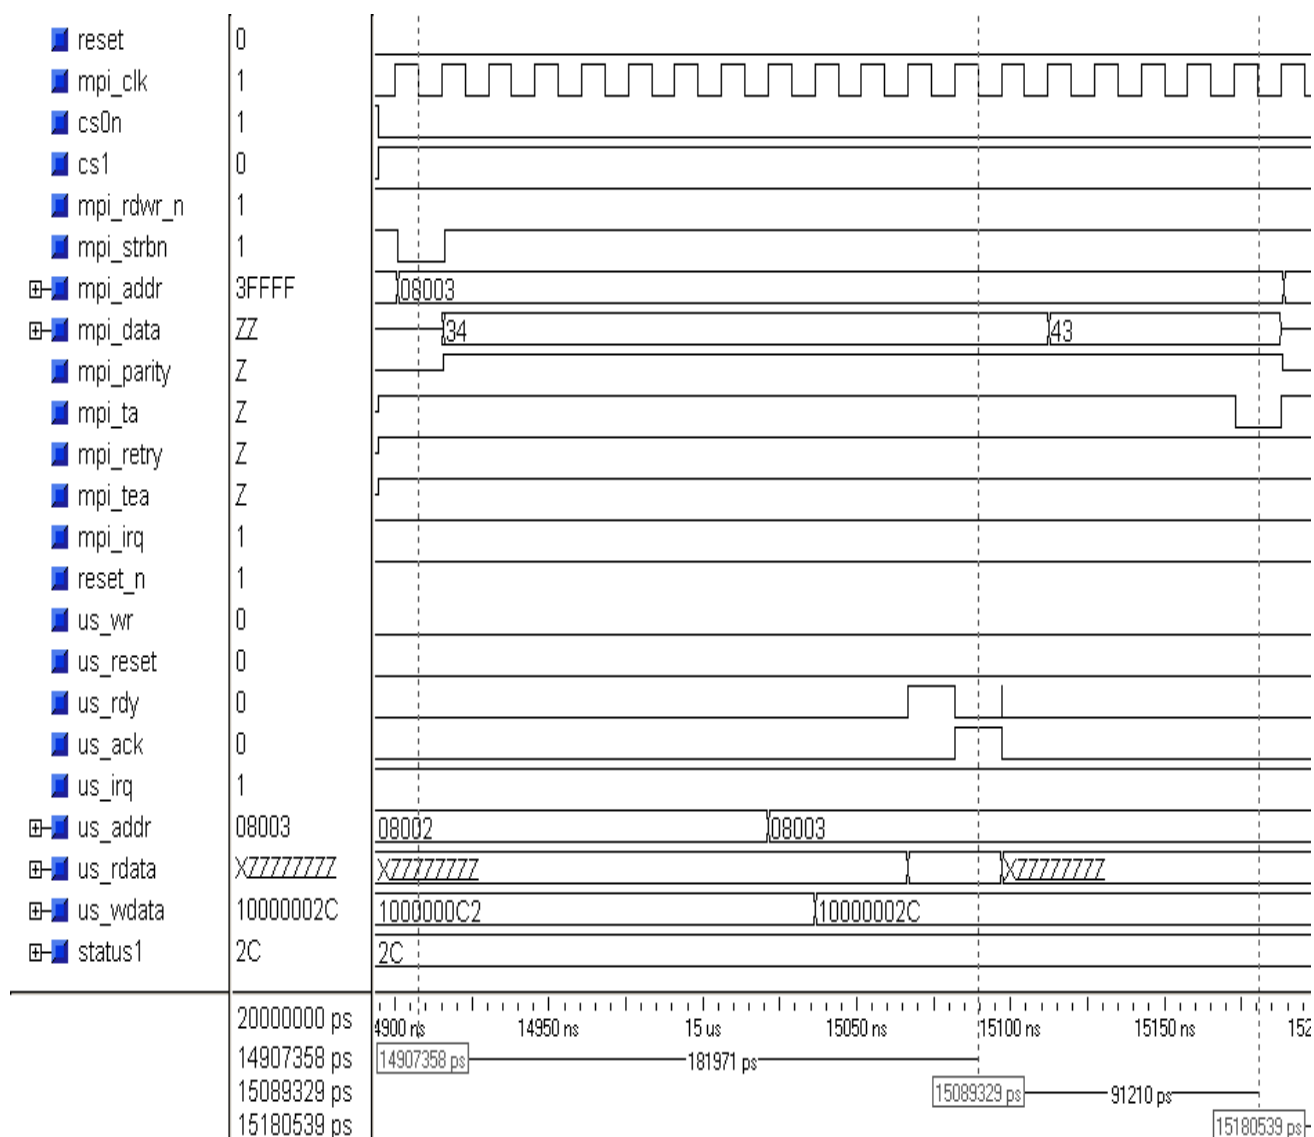 reset 0
mpi_clk 1
cs0n 1
cs1 0
mpi_rdwr_n 1
mpi_strbn 1
mpi_addr 3FFFF 08003
mpi_data ZZ 34 43
mpi_parity Z
mpi_ta Z
mpi_retry Z
mpi_tea Z
mpi_irq 1
reset_n 1
us_wr 0
us_reset 0
us_rdy 0
us_ack 0
us_irq 1
us_addr 08003 08002 08003
us_rdata XZZZZZZZZ XZZZZZZZZ XZZZZZZZZ
us_wdata 10000002C 1000000C2 10000002C
status1 2C 2C
20000000 ps 4900 ns 14950 ns 15 us 15050 ns 15100 ns 15150 ns 152
14907358 ps 14907358 ps 181971 ps
15089329 ps 15089329 ps 91210 ps
15180539 ps 15180539 ps